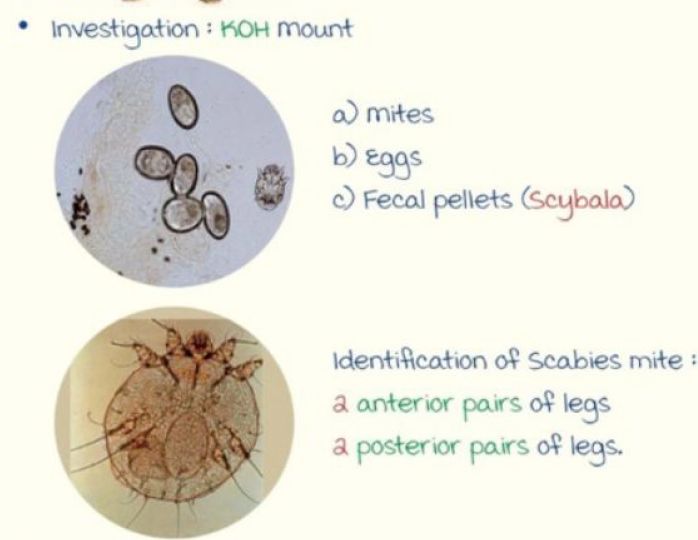 • Investigation : KOH mount
a) mites
b) Eggs
c) Fecal pellets (Scybala)
Identification of Scabies mite :
2 anterior pairs of legs
2 posterior pairs of legs.